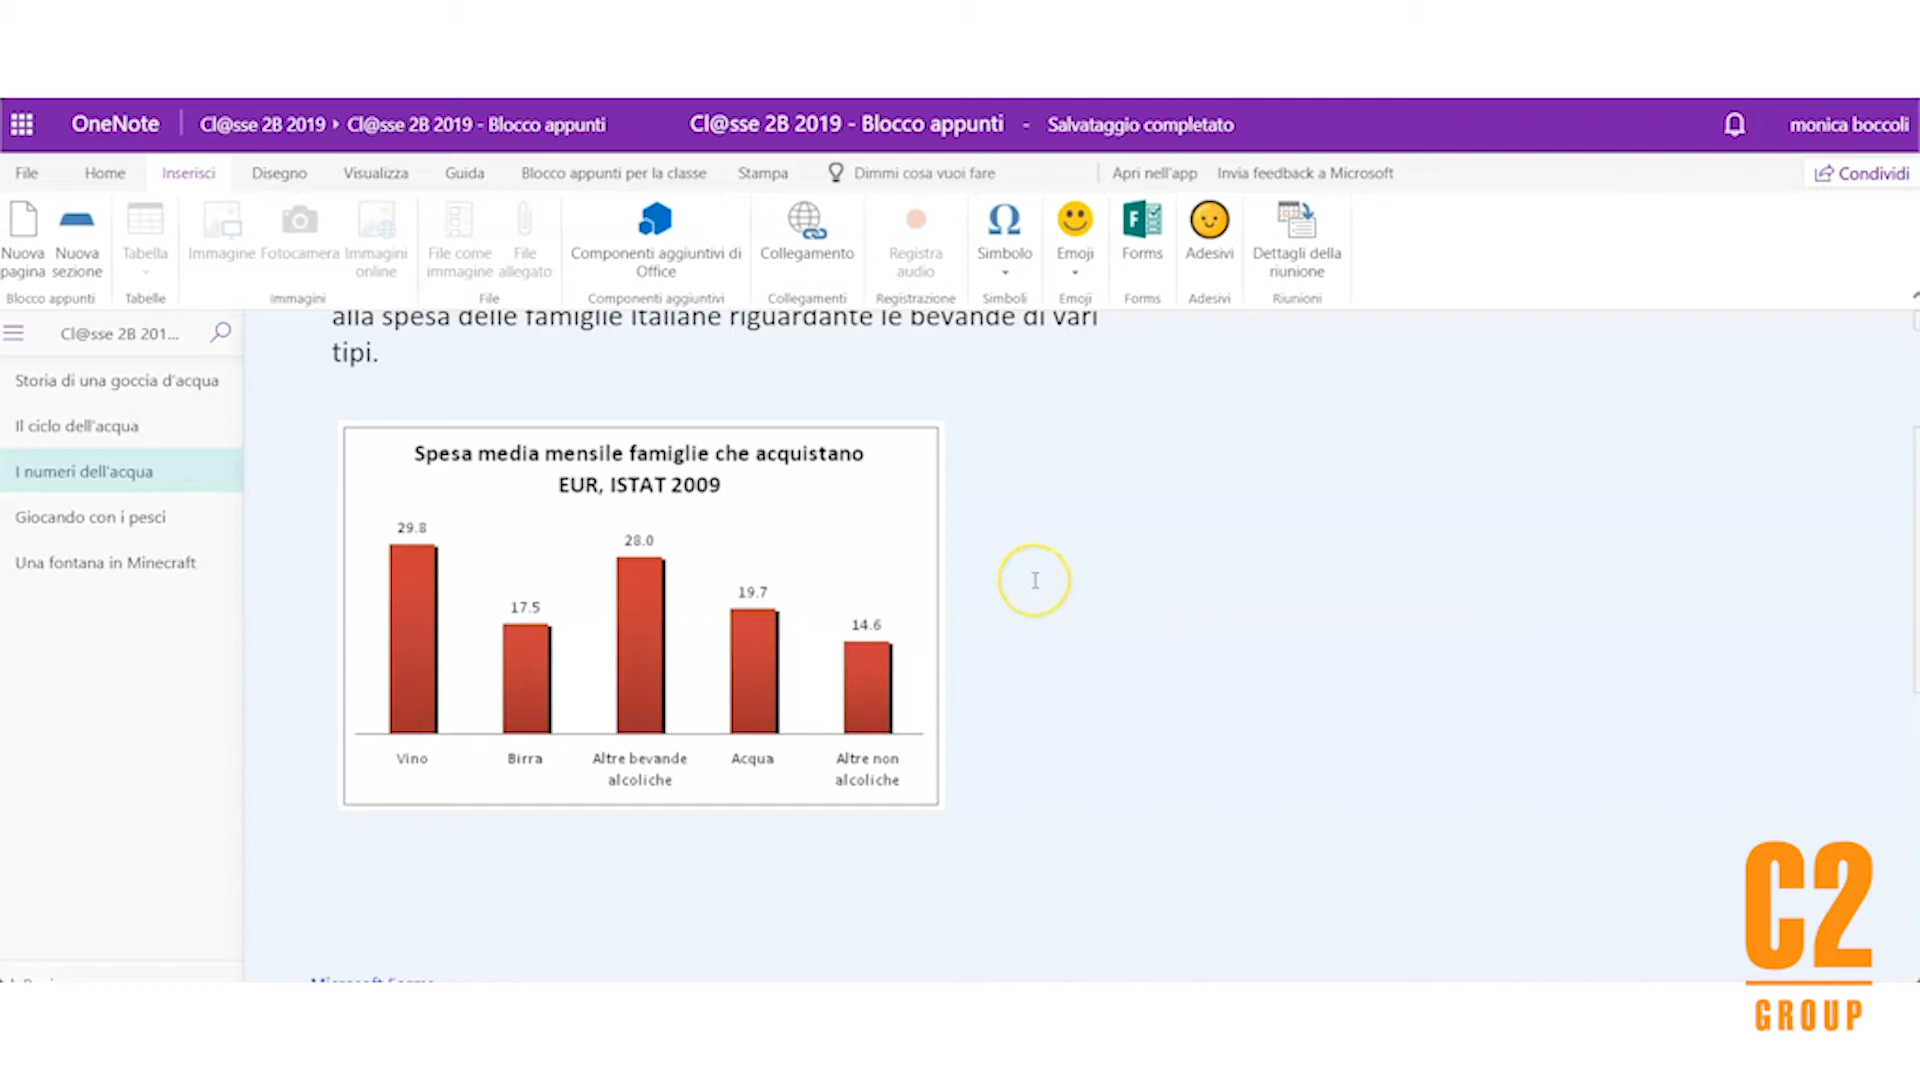 OneNote
Cl@sse 2B 2019 › Cl@sse 2B 2019 - Blocco appunti
Cl@sse 2B 2019 - Blocco appunti - Salvataggio completato
monica boccoli
File Home Inserisci Disegno Visualizza Guida Blocco appunti per la classe Stampa Dimmi cosa vuoi fare Apri nell'app Invia feedback a Microsoft Condividi
Nuova pagina
Nuova sezione
Tabella
Immagine
Fotocamera
Immagini online
File come immagine
File allegato
Componenti aggiuntivi di Office
Collegamento
Registra audio
Simbolo
Emoji
Forms
Adesivi
Dettagli della riunione
Blocco appunti Tabelle Immagini File Componenti aggiuntivi Collegamenti Registrazione Simboli Emoji Forms Adesivi Riunioni
Cl@sse 2B 201...
Storia di una goccia d'acqua
Il ciclo dell'acqua
I numeri dell'acqua
Giocando con i pesci
Una fontana in Minecraft
alla spesa delle famiglie Italiane riguardante le bevande di vari
tipi.
Spesa media mensile famiglie che acquistano
EUR, ISTAT 2009
29.8
17.5
28.0
19.7
14.6
Vino
Birra
Altre bevande
alcoliche
Acqua
Altre non
alcoliche
Microsoft Forms
C2
GROUP